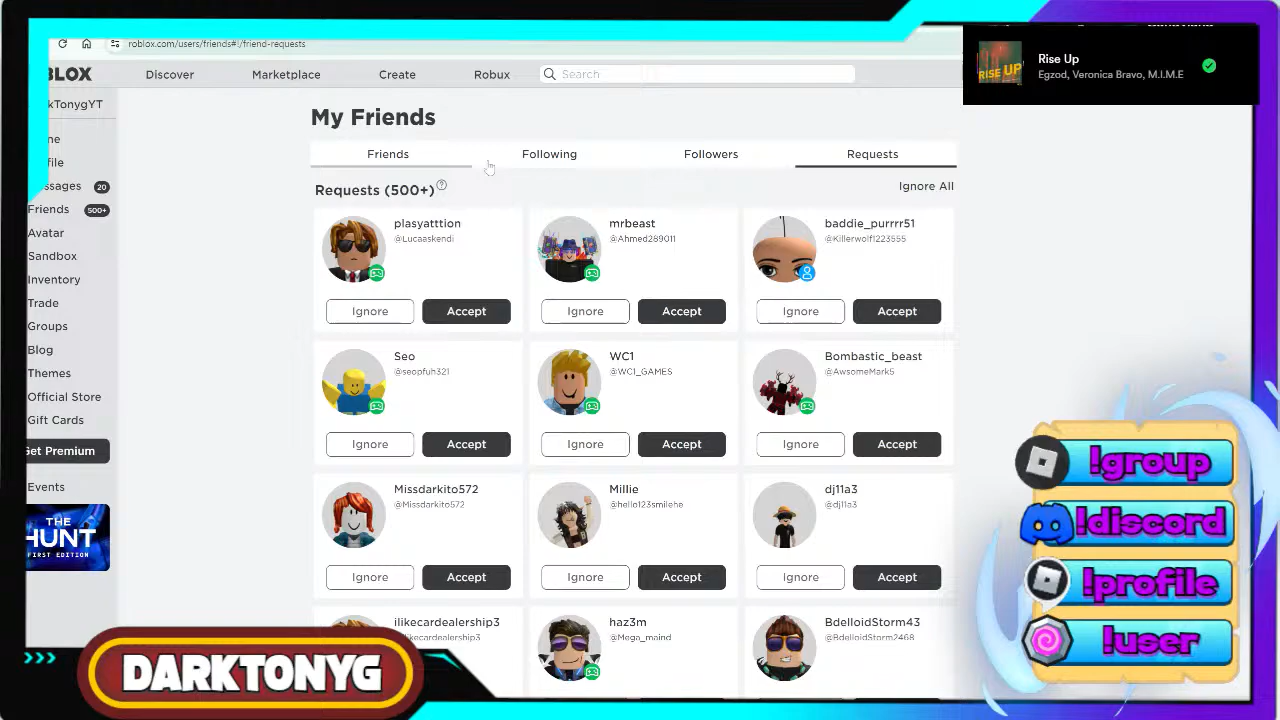 roblox.com/users/friends#!/friend-requests
BLOX
Discover
Marketplace
Create
Robux
Search
Rise Up
Egzod, Veronica Bravo, M.I.M.E
RISE UP
kTonygYT
me
file
ssages
20
Friends
500+
Avatar
Sandbox
Inventory
Trade
Groups
Blog
Themes
Official Store
Gift Cards
Get Premium
Events
THE
HUNT
FIRST EDITION
My Friends
Friends
Following
Followers
Requests
Requests (500+)
?
Ignore All
plasyatttion
@Lucaaskendi
Ignore
Accept
mrbeast
@Ahmed289011
Ignore
Accept
baddie_purrrr51
@Killerwolf1223555
Ignore
Accept
Seo
@seopfuh321
Ignore
Accept
WC1
@WC1_GAMES
Ignore
Accept
Bombastic_beast
@AwsomeMark5
Ignore
Accept
Missdarkito572
@Missdarkito572
Ignore
Accept
Millie
@hello123smilehe
Ignore
Accept
dj11a3
@dj11a3
Ignore
Accept
ilikecardealership3
ilikecardealership3
haz3m
@Mega_maind
BdelloidStorm43
@BdelloidStorm2468
!group
!discord
!profile
!user
DARKTONYG